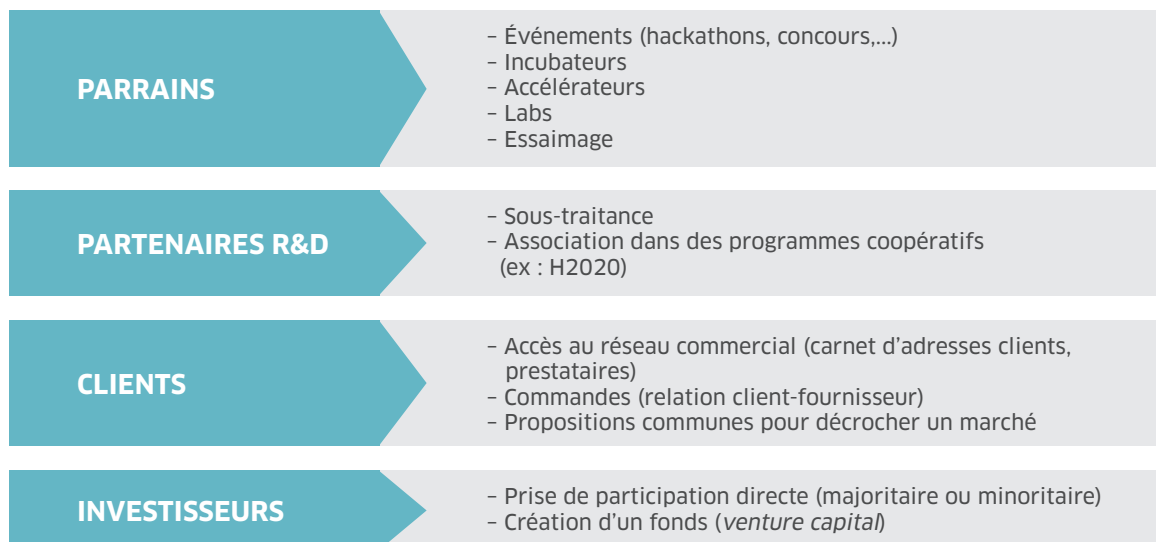 PARRAINS
– Événements (hackathons, concours,...)
– Incubateurs
– Accélérateurs
– Labs
– Essaimage
PARTENAIRES R&D
– Sous-traitance
– Association dans des programmes coopératifs
(ex : H2020)
CLIENTS
– Accès au réseau commercial (carnet d'adresses clients,
prestataires)
– Commandes (relation client-fournisseur)
– Propositions communes pour décrocher un marché
INVESTISSEURS
– Prise de participation directe (majoritaire ou minoritaire)
– Création d'un fonds (venture capital)